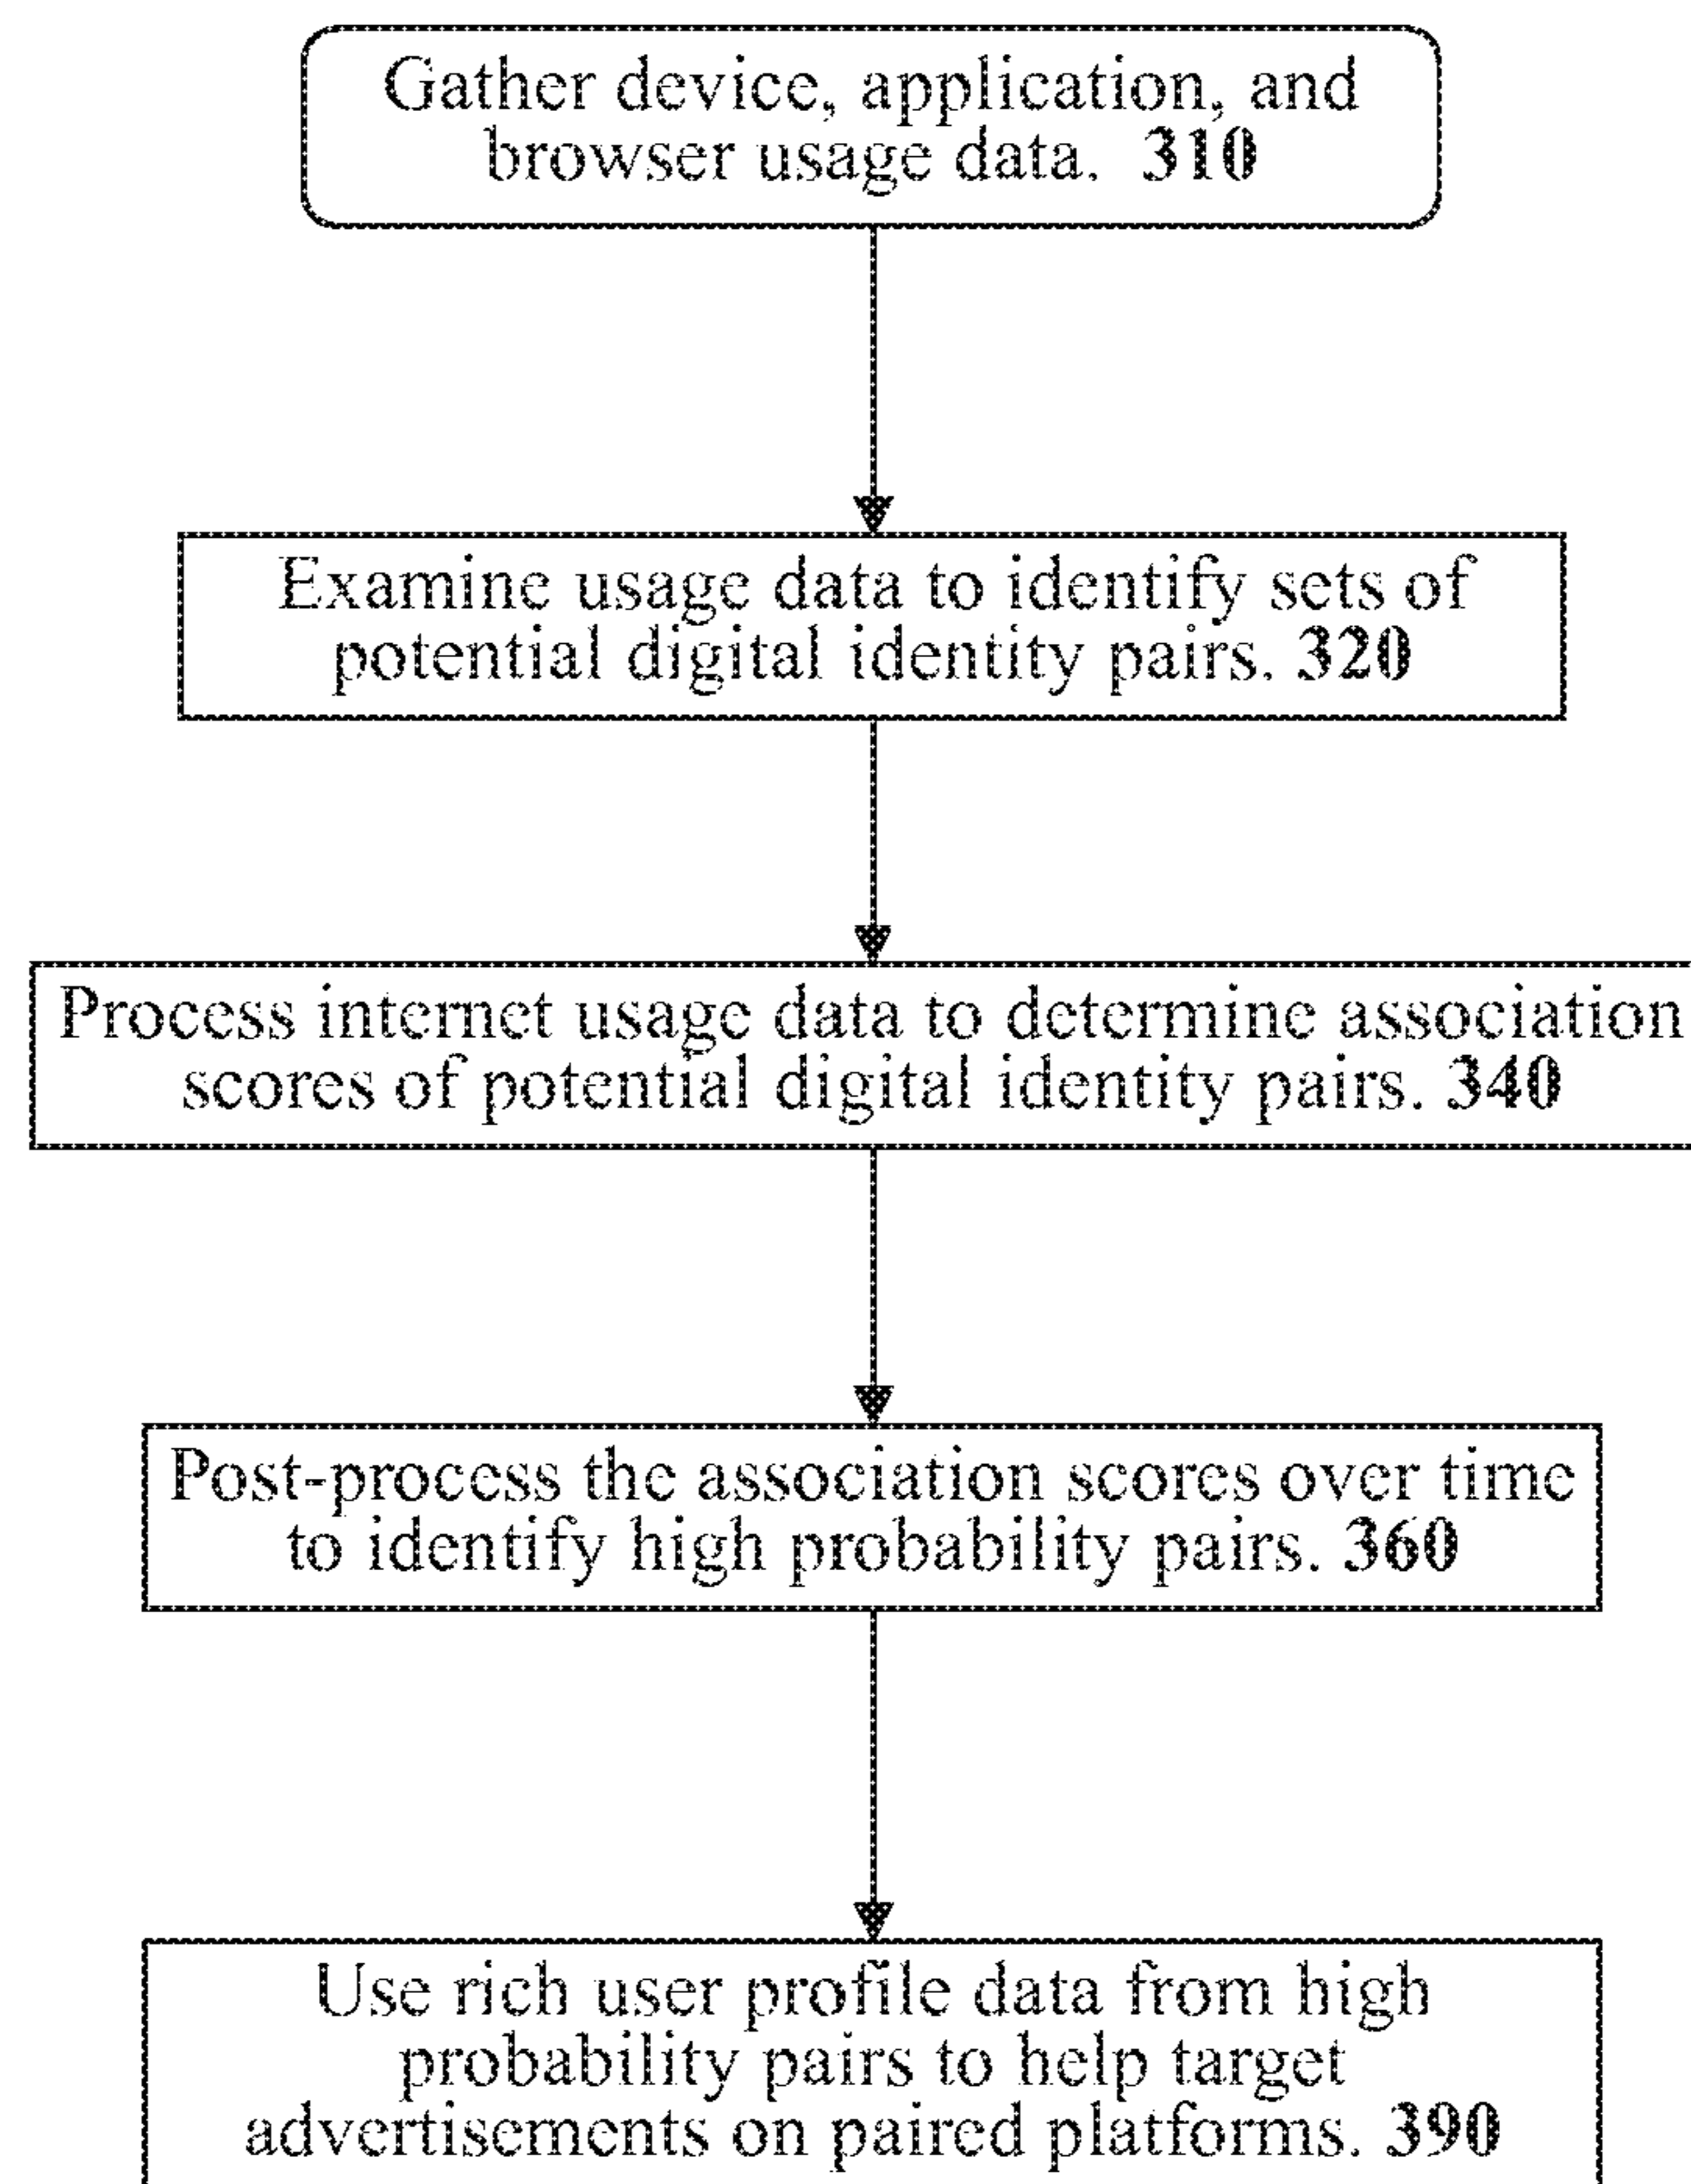 Gather device, application, and
browser usage data. 310
Examine usage data to identify sets of
potential digital identity pairs. 320
Process internet usage data to determine association
scores of potential digital identity pairs. 340
Post-process the association scores over time
to identify high probability pairs. 360
Use rich user profile data from high
probability pairs to help target
advertisements on paired platforms. 390